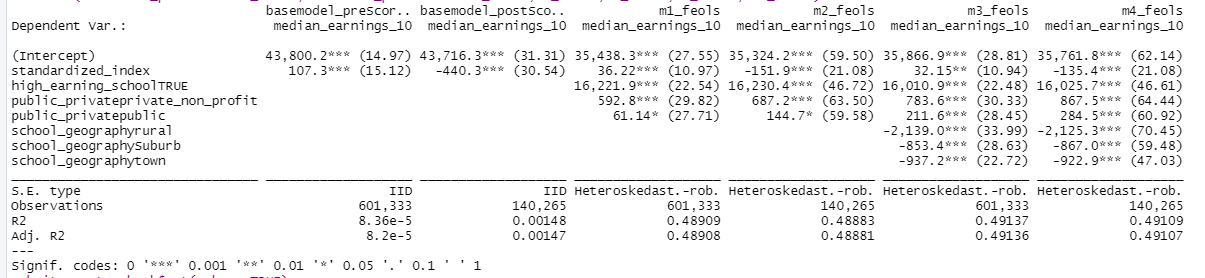 basemodel_preScor.. basemodel_postSco.. m1_feols m2_feols m3_feols m4_feols
Dependent Var.: median_earnings_10 median_earnings_10 median_earnings_10 median_earnings_10 median_earnings_10 median_earnings_10
(Intercept) 43,800.2*** (14.97) 43,716.3*** (31.31) 35,438.3*** (27.55) 35,324.2*** (59.50) 35,866.9*** (28.81) 35,761.8*** (62.14)
standardized_index 107.3*** (15.12) -440.3*** (30.54) 36.22*** (10.97) -151.9*** (21.08) 32.15** (10.94) -135.4*** (21.08)
high_earning_schoolTRUE 16,221.9*** (22.54) 16,230.4*** (46.72) 16,010.9*** (22.48) 16,025.7*** (46.61)
public_privateprivate_non_profit 592.8*** (29.82) 687.2*** (63.50) 783.6*** (30.33) 867.5*** (64.44)
public_privatepublic 61.14* (27.71) 144.7* (59.58) 211.6*** (28.45) 284.5*** (60.92)
school_geographyrural -2,139.0*** (33.99) -2,125.3*** (70.45)
school_geographySuburb -853.4*** (28.63) -867.0*** (59.48)
school_geographytown -937.2*** (22.72) -922.9*** (47.03)
S.E. type IID IID Heteroskedast.-rob. Heteroskedast.-rob. Heteroskedast.-rob. Heteroskedast.-rob.
Observations 601,333 140,265 601,333 140,265 601,333 140,265
R2 8.36e-5 0.00148 0.48909 0.48883 0.49137 0.49109
Adj. R2 8.2e-5 0.00147 0.48908 0.48881 0.49136 0.49107
---
Signif. codes: 0 '***' 0.001 '**' 0.01 '*' 0.05 '.' 0.1 ' ' 1